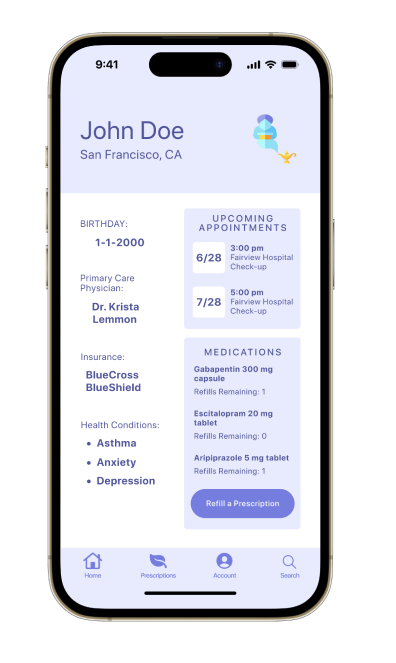 9:41
John Doe
San Francisco, CA
BIRTHDAY:
1-1-2000
Primary Care
Physician:
Dr. Krista
Lemmon
Insurance:
BlueCross
BlueShield
Health Conditions:
• Asthma
• Anxiety
• Depression
UPCOMING
APPOINTMENTS
6/28
3:00 pm
Fairview Hospital
Check-up
7/28
5:00 pm
Fairview Hospital
Check-up
MEDICATIONS
Gabapentin 300 mg
capsule
Refills Remaining: 1
Escitalopram 20 mg
tablet
Refills Remaining: 0
Aripiprazole 5 mg tablet
Refills Remaining: 1
Refill a Prescription
Home
Prescriptions
Account
Search